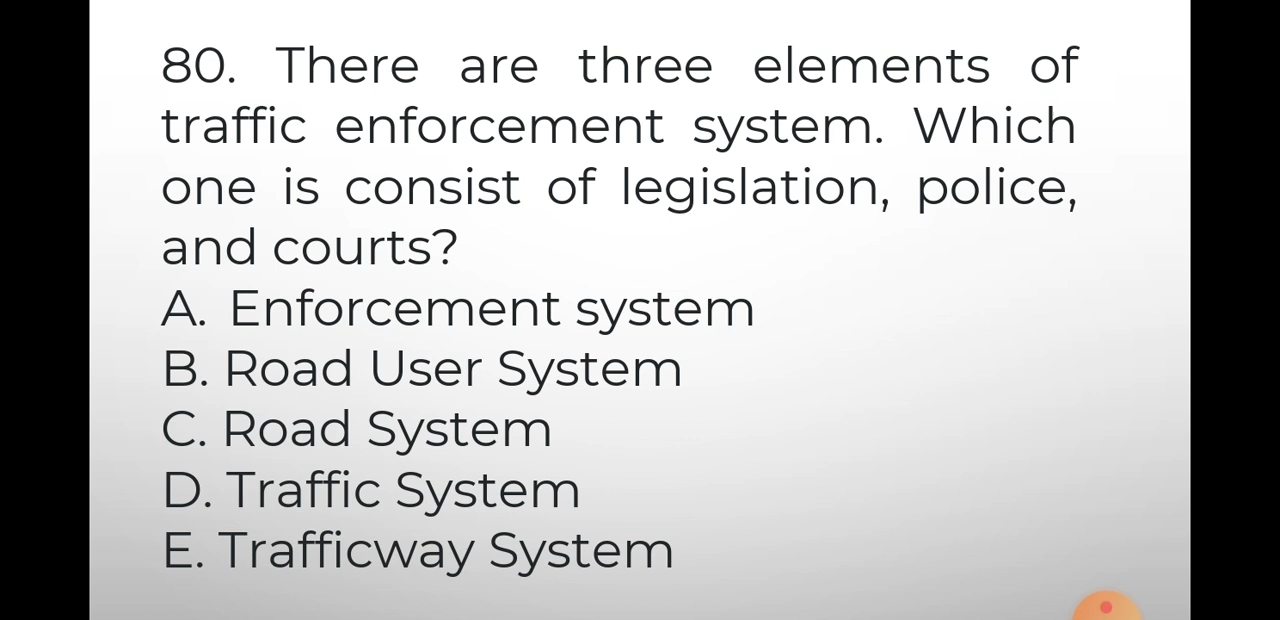 80. There are three elements of
traffic enforcement system. Which
one is consist of legislation, police,
and courts?
A. Enforcement system
B. Road User System
C. Road System
D. Traffic System
E. Trafficway System